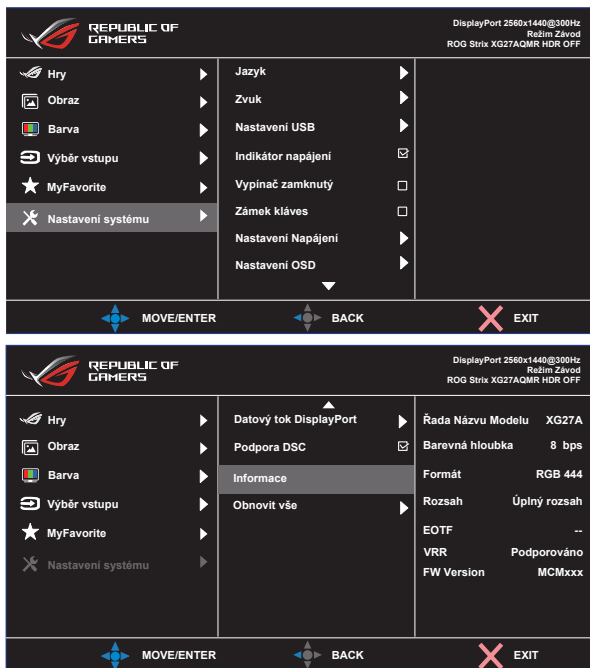 REPUBLIC OF
GAMERS
DisplayPort 2560x1440@300Hz
Režim Závod
ROG Strix XG27AQMR HDR OFF
Hry
Obraz
Barva
Výběr vstupu
MyFavorite
Nastavení systému
Jazyk
Zvuk
Nastavení USB
Indikátor napájení
Vypínač zamknutý
Zámek kláves
Nastavení Napájení
Nastavení OSD
MOVE/ENTER
BACK
EXIT
REPUBLIC OF
GAMERS
DisplayPort 2560x1440@300Hz
Režim Závod
ROG Strix XG27AQMR HDR OFF
Hry
Obraz
Barva
Výběr vstupu
MyFavorite
Nastavení systému
Datový tok DisplayPort
Podpora DSC
Informace
Obnovit vše
Řada Názvu Modelu XG27A
Barevná hloubka 8 bps
Formát RGB 444
Rozsah Úplný rozsah
EOTF --
VRR Podporováno
FW Version MCMxxx
MOVE/ENTER
BACK
EXIT